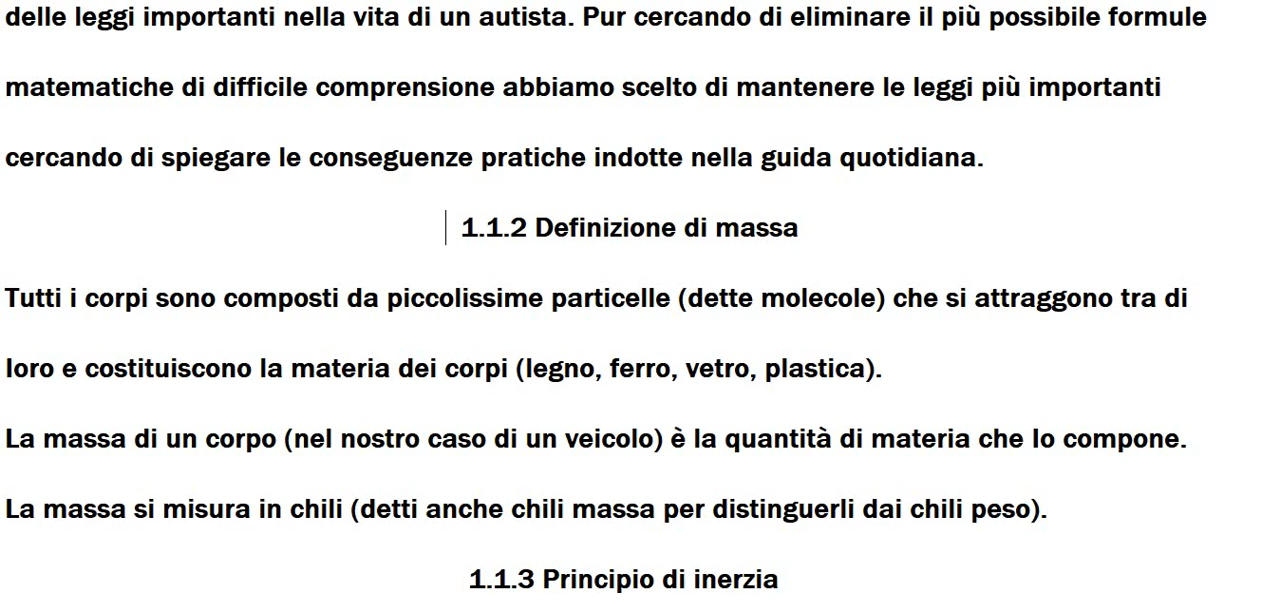 delle leggi importanti nella vita di un autista. Pur cercando di eliminare il più possibile formule
matematiche di difficile comprensione abbiamo scelto di mantenere le leggi più importanti
cercando di spiegare le conseguenze pratiche indotte nella guida quotidiana.
1.1.2 Definizione di massa
Tutti i corpi sono composti da piccolissime particelle (dette molecole) che si attraggono tra di
loro e costituiscono la materia dei corpi (legno, ferro, vetro, plastica).
La massa di un corpo (nel nostro caso di un veicolo) è la quantità di materia che lo compone.
La massa si misura in chili (detti anche chili massa per distinguerli dai chili peso).
1.1.3 Principio di inerzia